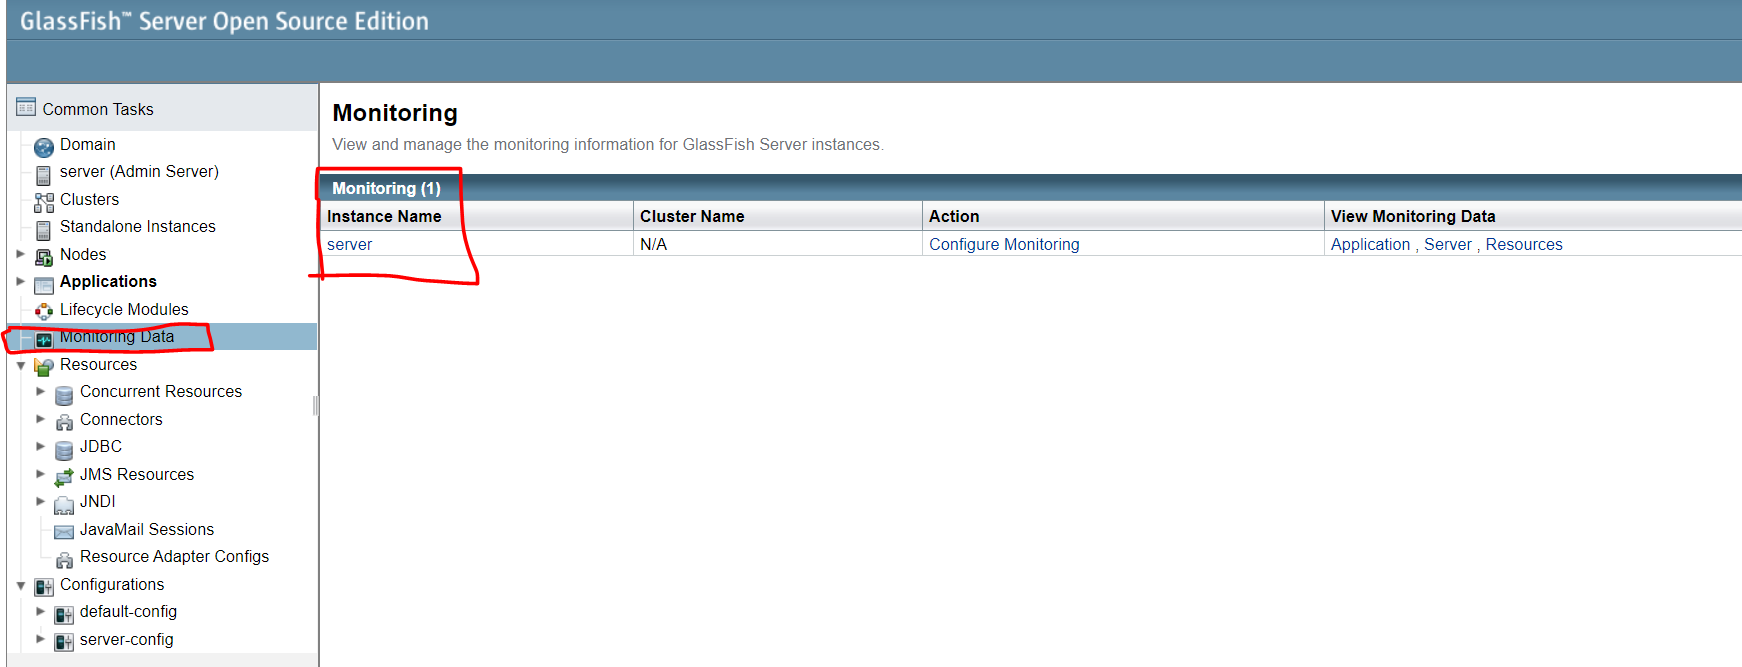 GlassFish™ Server Open Source Edition
Common Tasks
Domain
server (Admin Server)
Clusters
Standalone Instances
Nodes
Applications
Lifecycle Modules
Monitoring Data
Resources
Concurrent Resources
Connectors
JDBC
JMS Resources
JNDI
JavaMail Sessions
Resource Adapter Configs
Configurations
default-config
server-config
Monitoring
View and manage the monitoring information for GlassFish Server instances.
Monitoring (1)
Instance Name Cluster Name Action View Monitoring Data
server N/A Configure Monitoring Application , Server , Resources